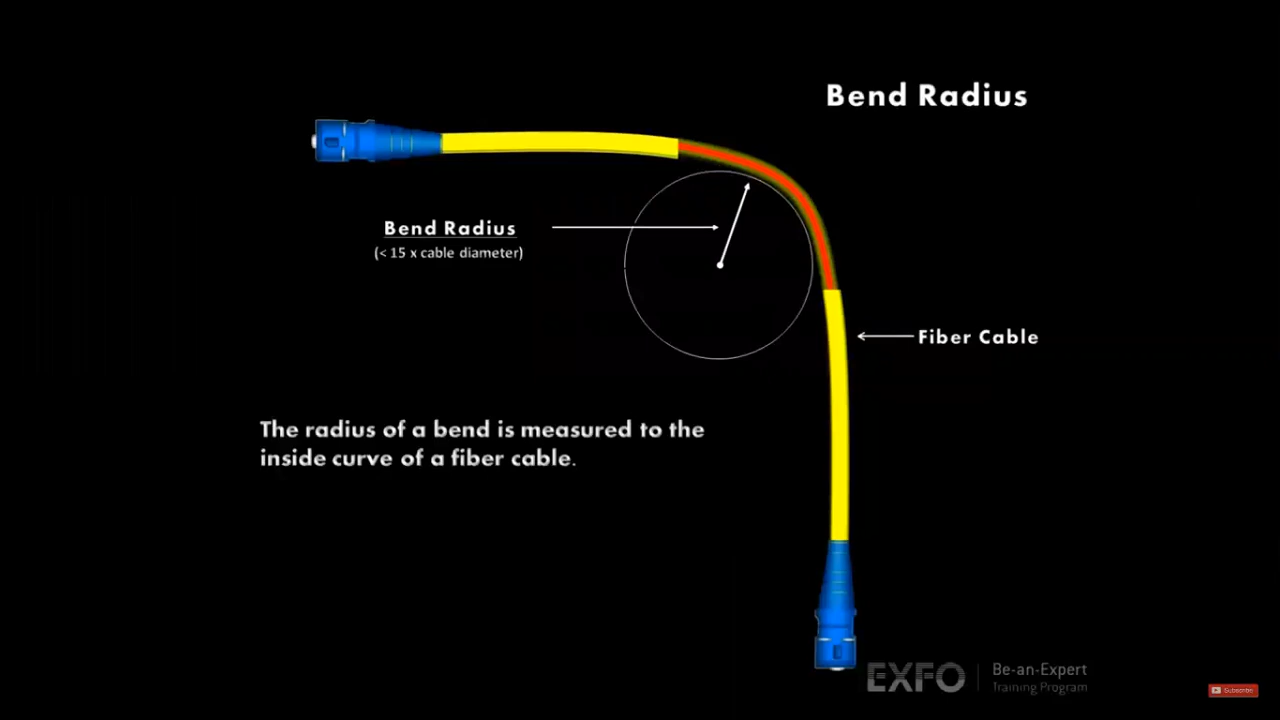 Bend Radius
Bend Radius
(< 15 x cable diameter)
Fiber Cable
The radius of a bend is measured to the
inside curve of a fiber cable.
EXFO
Be-an-Expert
Training Program
Subscribe